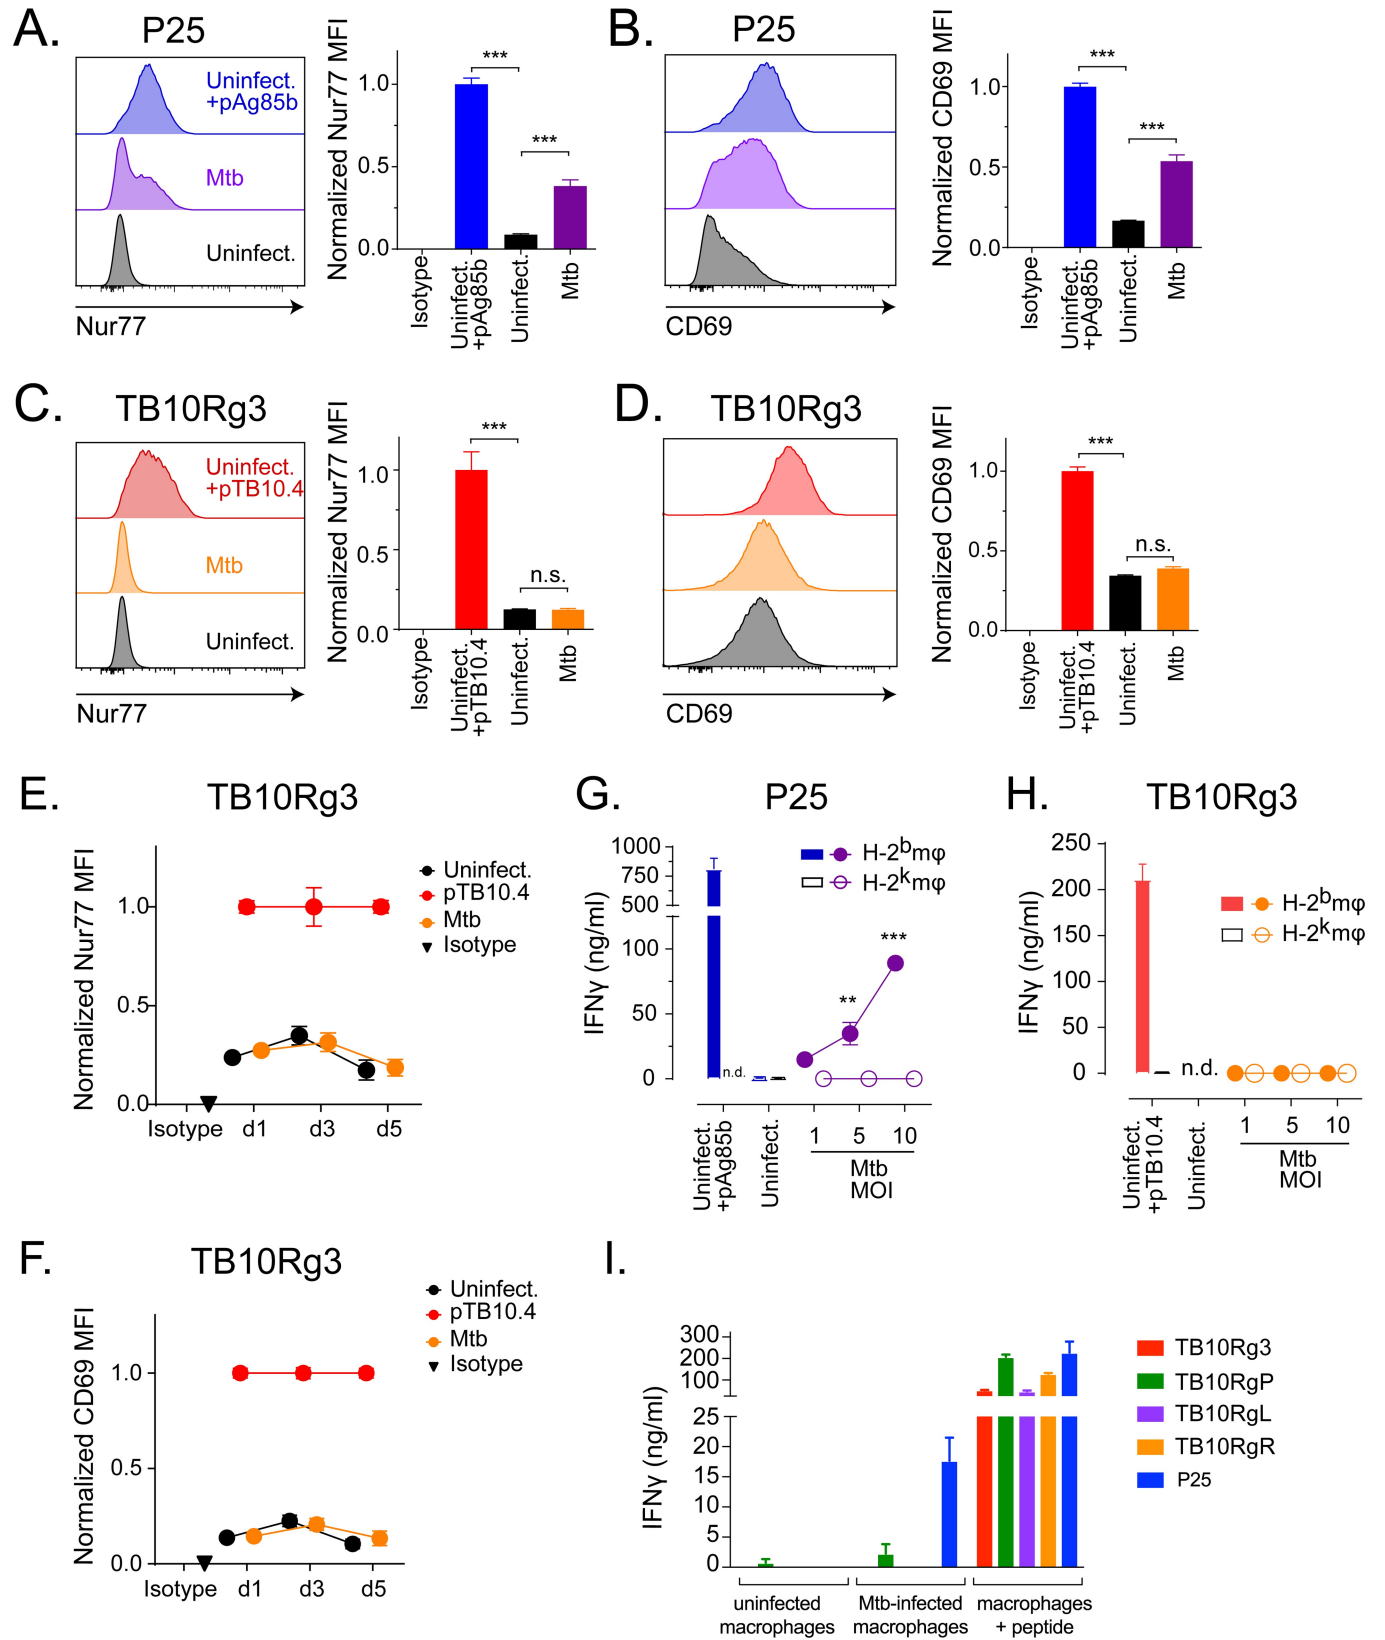 A.
P25
Uninfect.
+pAg85b
Mtb
Uninfect.
Nur77
Normalized Nur77 MFI
1.0
0.5
0.0
***
***
Isotype
Uninfect.
+pAg85b
Uninfect.
Mtb
B.
P25
CD69
Normalized CD69 MFI
1.0
0.5
0.0
***
***
Isotype
Uninfect.
+pAg85b
Uninfect.
Mtb
C.
TB10Rg3
Uninfect.
+pTB10.4
Mtb
Uninfect.
Nur77
Normalized Nur77 MFI
1.0
0.5
0.0
***
n.s.
Isotype
Uninfect.
+pTB10.4
Uninfect.
Mtb
D.
TB10Rg3
CD69
Normalized CD69 MFI
1.0
0.5
0.0
***
n.s.
Isotype
Uninfect.
+pTB10.4
Uninfect.
Mtb
E.
TB10Rg3
Normalized Nur77 MFI
1.0
0.5
0.0
Isotype d1 d3 d5
Uninfect.
pTB10.4
Mtb
Isotype
G.
P25
IFNγ (ng/ml)
1000
750
500
100
50
0
H-2bmφ
H-2kmφ
n.d.
**
***
Uninfect.
+pAg85b
Uninfect.
1 5 10
Mtb
MOI
H.
TB10Rg3
IFNγ (ng/ml)
250
200
150
100
50
0
H-2bmφ
H-2kmφ
n.d.
Uninfect.
+pTB10.4
Uninfect.
1 5 10
Mtb
MOI
F.
TB10Rg3
Normalized CD69 MFI
1.0
0.5
0.0
Isotype d1 d3 d5
Uninfect.
pTB10.4
Mtb
Isotype
I.
IFNγ (ng/ml)
300
200
100
25
20
15
10
5
0
uninfected
macrophages
Mtb-infected
macrophages
macrophages
+ peptide
TB10Rg3
TB10RgP
TB10RgL
TB10RgR
P25